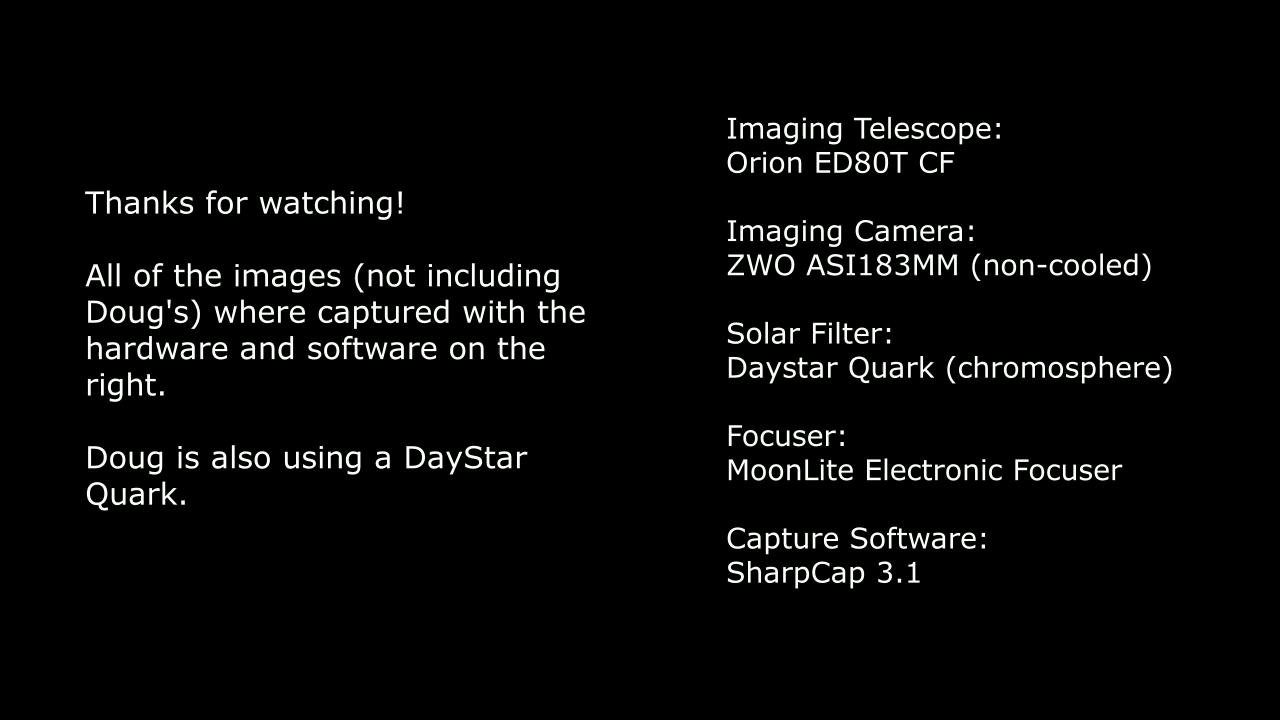 Thanks for watching!
All of the images (not including
Doug's) where captured with the
hardware and software on the
right.
Doug is also using a DayStar
Quark.
Imaging Telescope:
Orion ED80T CF
Imaging Camera:
ZWO ASI183MM (non-cooled)
Solar Filter:
Daystar Quark (chromosphere)
Focuser:
MoonLite Electronic Focuser
Capture Software:
SharpCap 3.1